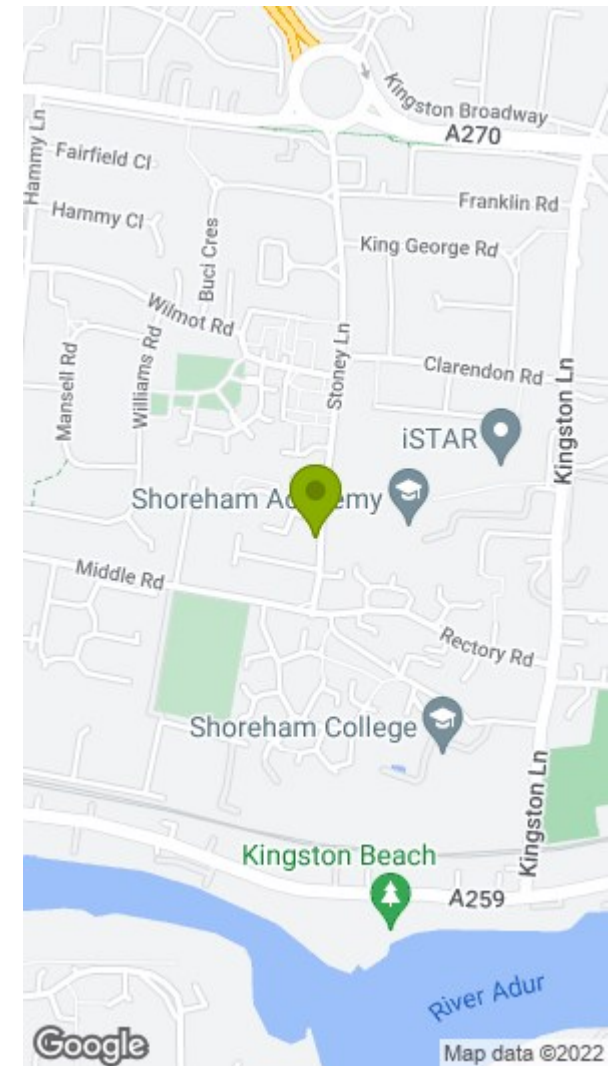 Kingston Broadway
A270
Hammy Ln
Fairfield Cl
Franklin Rd
Hammy Cl
Buci Cres
King George Rd
Wilmot Rd
Mansell Rd
Williams Rd
Stoney Ln
Clarendon Rd
Kingston Ln
iSTAR
Shoreham Ac emy
Middle Rd
Rectory Rd
Shoreham College
Kingston Ln
Kingston Beach
A259
River Adur
Google
Map data ©2022